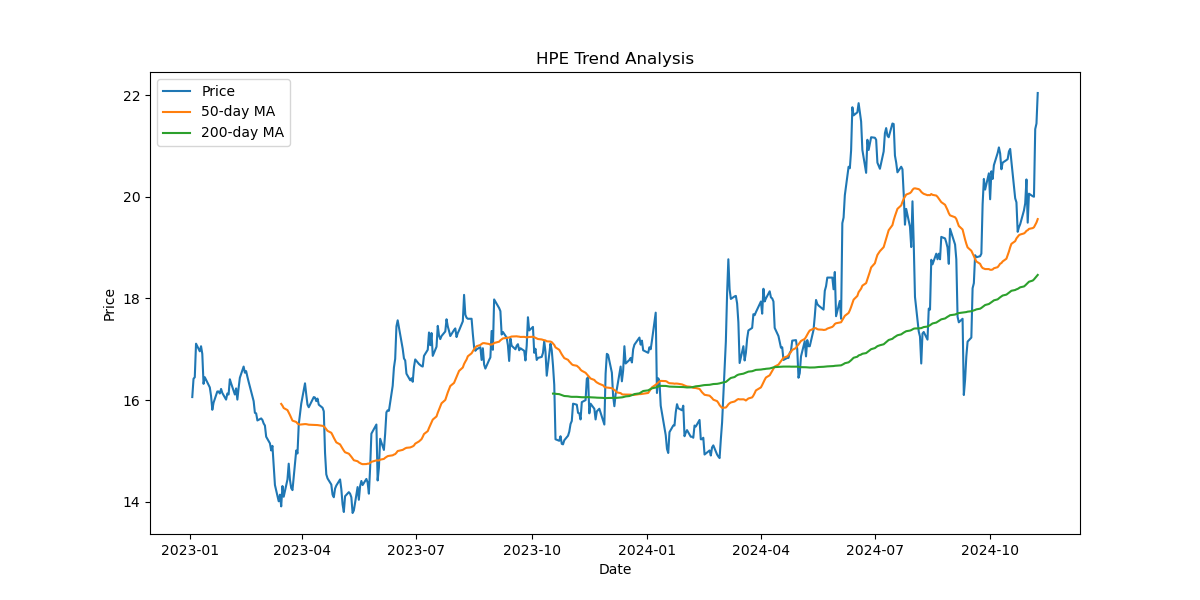 HPE Trend Analysis
Price
50-day MA
200-day MA
22
20
18
16
14
Price
2023-01
2023-04
2023-07
2023-10
2024-01
2024-04
2024-07
2024-10
Date